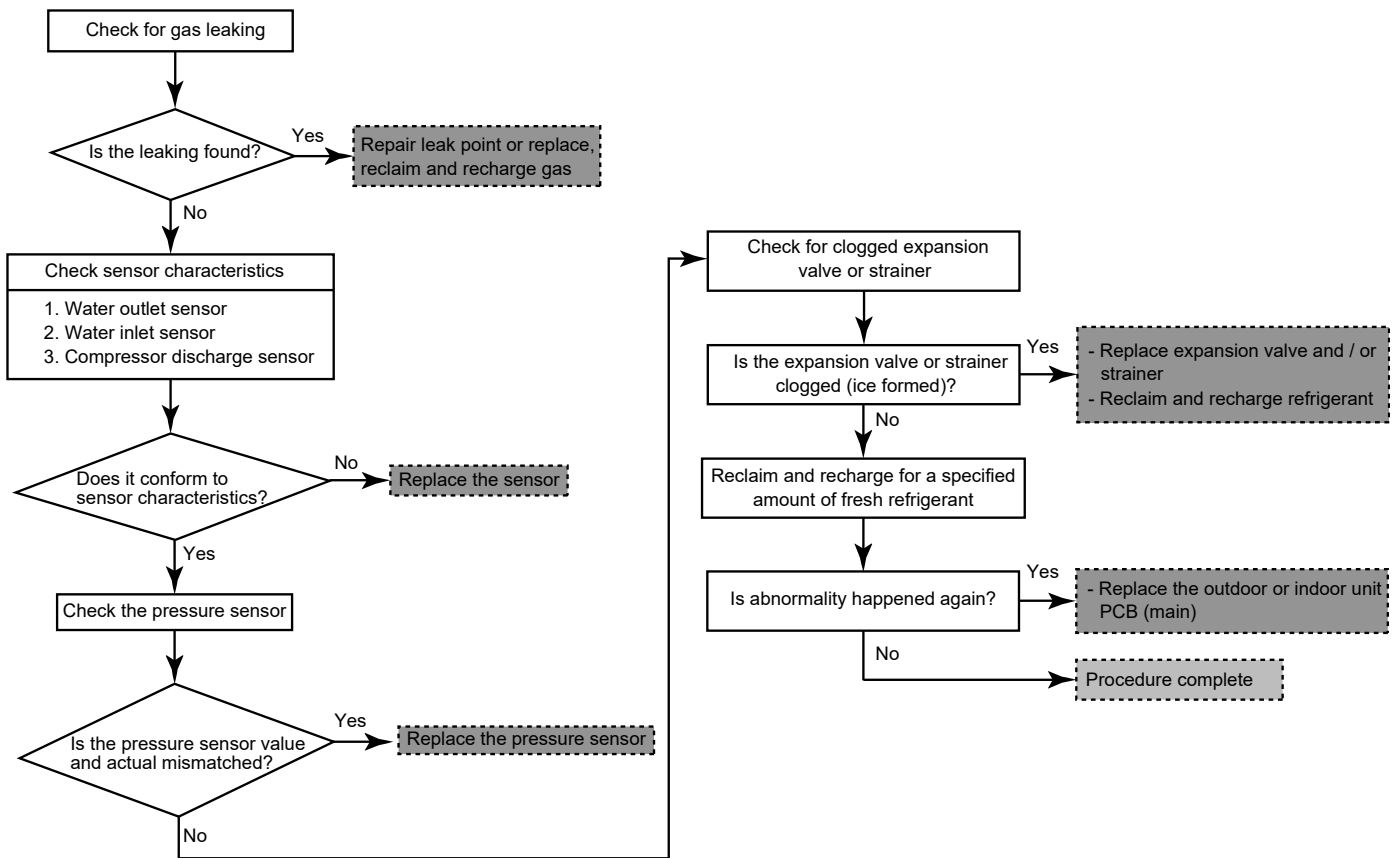 Check for gas leaking
Is the leaking found?
Yes
Repair leak point or replace,
reclaim and recharge gas
No
Check sensor characteristics
1. Water outlet sensor
2. Water inlet sensor
3. Compressor discharge sensor
Does it conform to
sensor characteristics?
No
Replace the sensor
Yes
Check the pressure sensor
Is the pressure sensor value
and actual mismatched?
Yes
Replace the pressure sensor
No
Check for clogged expansion
valve or strainer
Is the expansion valve or strainer
clogged (ice formed)?
Yes
- Replace expansion valve and / or
strainer
- Reclaim and recharge refrigerant
No
Reclaim and recharge for a specified
amount of fresh refrigerant
Is abnormality happened again?
Yes
- Replace the outdoor or indoor unit
PCB (main)
No
Procedure complete